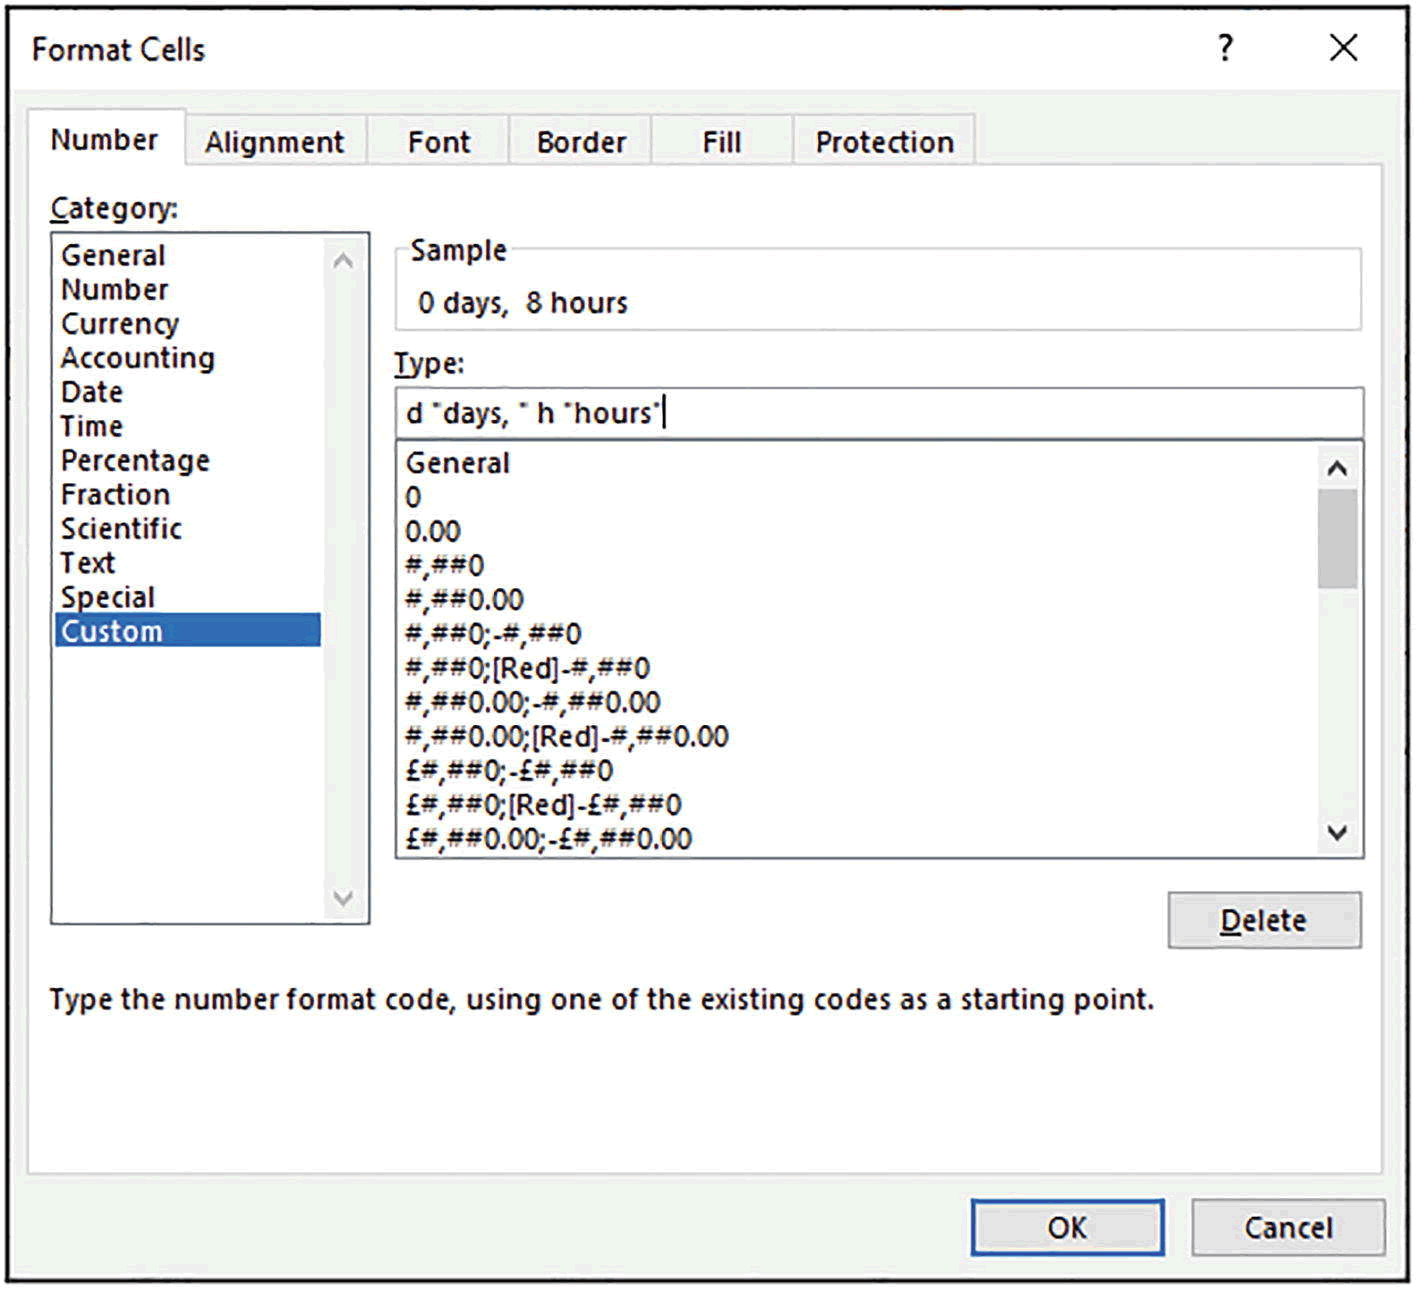 Format Cells ?
Number Alignment Font Border Fill Protection
Category:
General
Number
Currency
Accounting
Date
Time
Percentage
Fraction
Scientific
Text
Special
Custom
Sample
0 days,  8 hours
Type:
d "days, " h "hours"
General
0
0.00
#,##0
#,##0.00
#,##0;-#,##0
#,##0;[Red]-#,##0
#,##0.00;-#,##0.00
#,##0.00;[Red]-#,##0.00
£#,##0;-£#,##0
£#,##0;[Red]-£#,##0
£#,##0.00;-£#,##0.00
Delete
Type the number format code, using one of the existing codes as a starting point.
OK Cancel